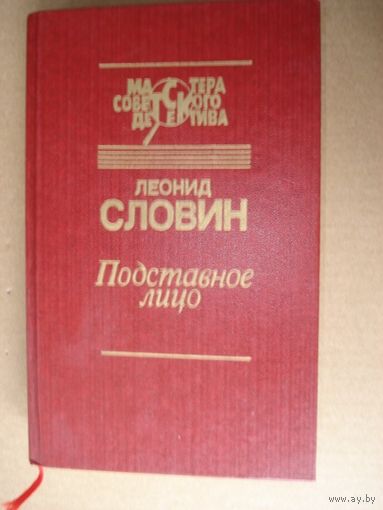 МАСТЕРА
СОВЕТСКОГО
ДЕТЕКТИВА
ЛЕОНИД
СЛОВИН
Подставное
лицо
www.ay.by